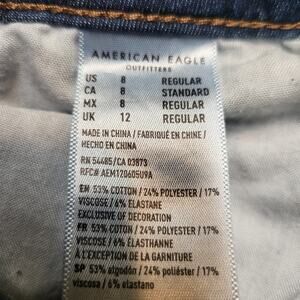 AMERICAN EAGLE
OUTFITTERS
US 8 REGULAR
CA 8 STANDARD
MX 8 REGULAR
UK 12 REGULAR
MADE IN CHINA / FABRIQUÉ EN CHINE /
HECHO EN CHINA
RN 54485/CA 03873
RFC# AEM120605U9A
EN 53% COTTON / 24% POLYESTER / 17%
VISCOSE / 6% ELASTANE
EXCLUSIVE OF DECORATION
FR 53% COTON / 24% POLYESTER / 17%
VISCOSE / 6% ÉLASTHANNE
À L'EXCEPTION DE LA GARNITURE
SP 53% algodón / 24% poliéster / 17%
viscosa / 6% elastane